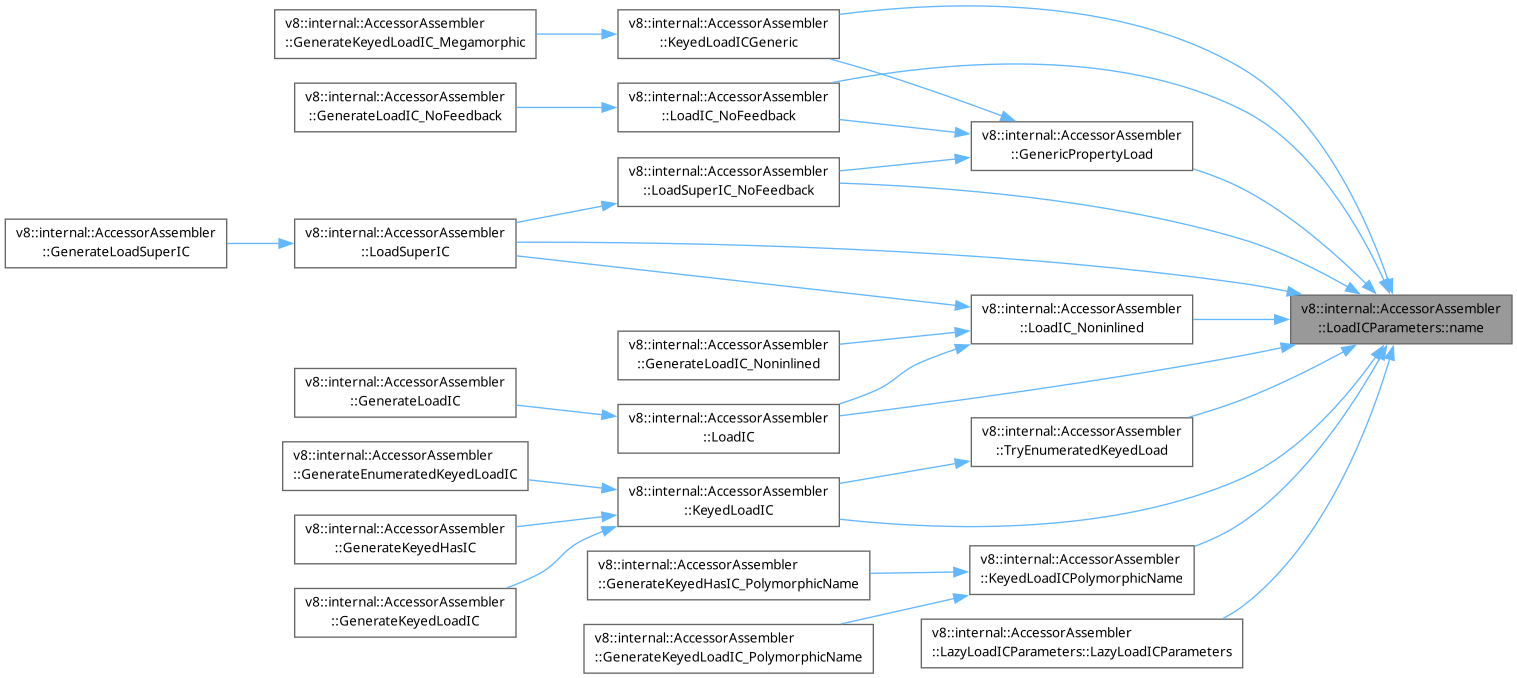 v8::internal::AccessorAssembler
::GenerateKeyedLoadIC_Megamorphic
v8::internal::AccessorAssembler
::KeyedLoadICGeneric
v8::internal::AccessorAssembler
::GenerateLoadIC_NoFeedback
v8::internal::AccessorAssembler
::LoadIC_NoFeedback
v8::internal::AccessorAssembler
::GenericPropertyLoad
v8::internal::AccessorAssembler
::LoadSuperIC_NoFeedback
v8::internal::AccessorAssembler
::GenerateLoadSuperIC
v8::internal::AccessorAssembler
::LoadSuperIC
v8::internal::AccessorAssembler
::LoadIC_Noninlined
v8::internal::AccessorAssembler
::LoadICParameters::name
v8::internal::AccessorAssembler
::GenerateLoadIC_Noninlined
v8::internal::AccessorAssembler
::GenerateLoadIC
v8::internal::AccessorAssembler
::LoadIC
v8::internal::AccessorAssembler
::TryEnumeratedKeyedLoad
v8::internal::AccessorAssembler
::GenerateEnumeratedKeyedLoadIC
v8::internal::AccessorAssembler
::KeyedLoadIC
v8::internal::AccessorAssembler
::GenerateKeyedHasIC
v8::internal::AccessorAssembler
::GenerateKeyedHasIC_PolymorphicName
v8::internal::AccessorAssembler
::KeyedLoadICPolymorphicName
v8::internal::AccessorAssembler
::GenerateKeyedLoadIC
v8::internal::AccessorAssembler
::GenerateKeyedLoadIC_PolymorphicName
v8::internal::AccessorAssembler
::LazyLoadICParameters::LazyLoadICParameters